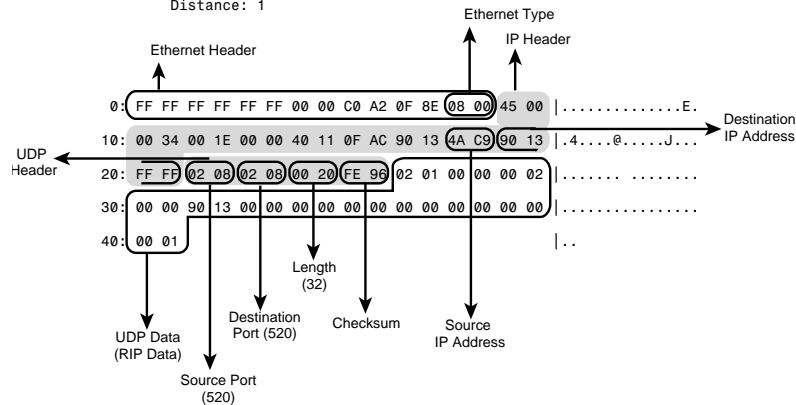 Distance: 1
Ethernet Type
Ethernet Header
IP Header
0: FF FF FF FF FF FF 00 00 C0 A2 0F 8E 08 00 45 00 |..............E.
Destination
IP Address
10: 00 34 00 1E 00 00 40 11 0F AC 90 13 4A C9 90 13 .4....@.....J...
UDP
Header
20: FF FF 02 08 02 08 00 20 FE 96 02 01 00 00 00 02 |....... ........
30: 00 00 90 13 00 00 00 00 00 00 00 00 00 00 00 00 |................
40: 00 01 |..
Length
(32)
Destination
Port (520)
Checksum
Source
IP Address
UDP Data
(RIP Data)
Source Port
(520)